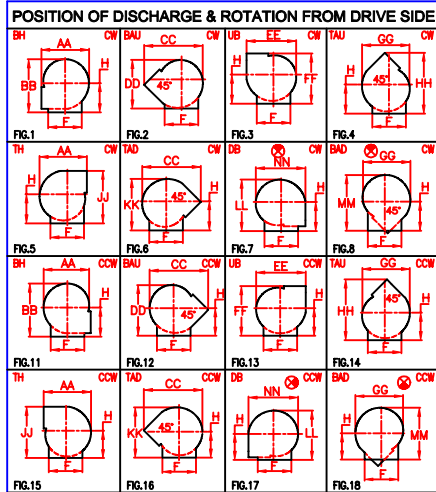 POSITION OF DISCHARGE & ROTATION FROM DRIVE SIDE
BH CW
AA
BB
H
F
FIG.1
BAU CW
CC
DD
45°
H
F
FIG.2
UB CW
EE
H
FF
F
FIG.3
TAU CW
GG
45°
H
HH
F
FIG.4
TH CW
AA
H
JJ
F
FIG.5
TAD CW
CC
KK
45°
H
F
FIG.6
DB CW
NN
LL
H
F
FIG.7
BAD CW
GG
MM
H
45°
F
FIG.8
BH CCW
AA
BB
H
F
FIG.11
BAU CCW
CC
DD
H
45°
F
FIG.12
UB CCW
EE
FF
H
F
FIG.13
TAU CCW
GG
HH
45°
H
F
FIG.14
TH CCW
AA
JJ
H
F
FIG.15
TAD CCW
CC
KK
45°
H
F
FIG.16
DB CCW
NN
H
LL
F
FIG.17
BAD CCW
GG
H
MM
45°
F
FIG.18